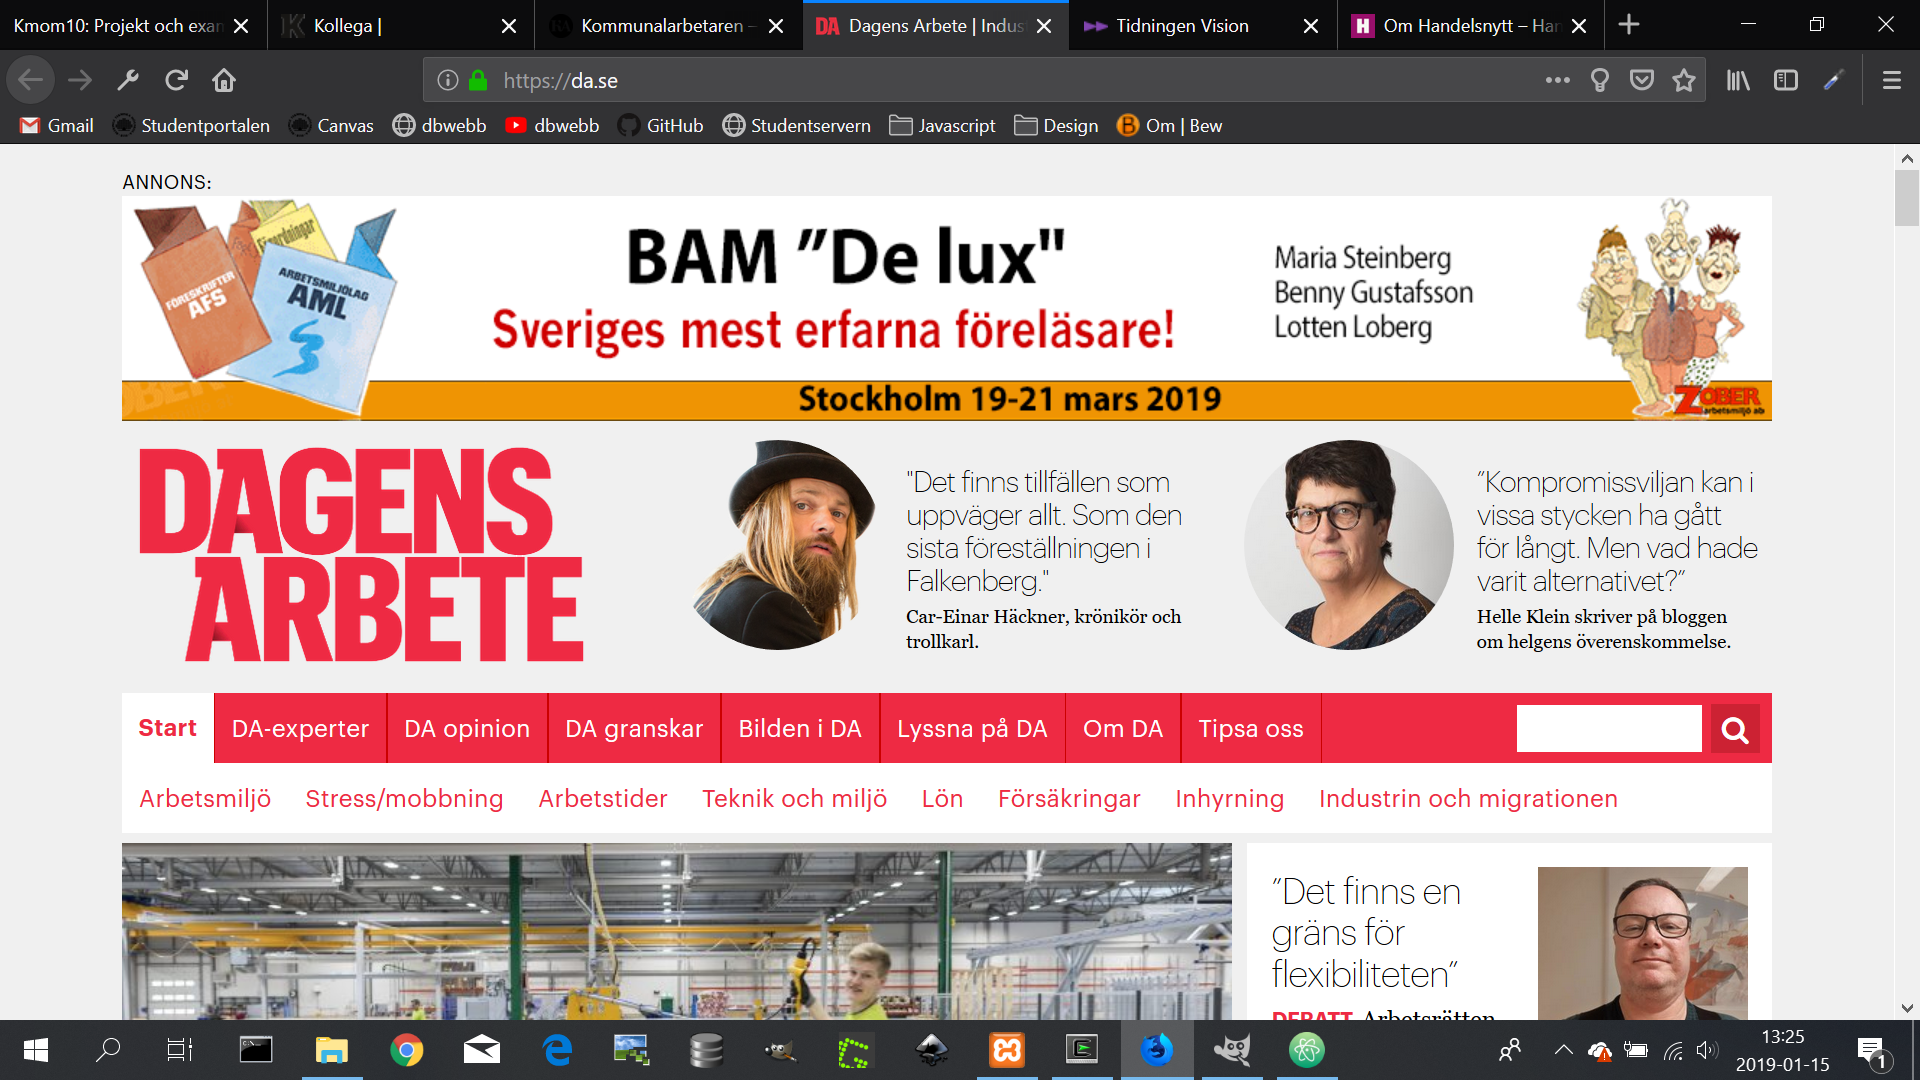 Kmom10: Projekt och exan
Kollega |
Kommunalarbetaren –
Dagens Arbete | Indus
Tidningen Vision
Om Handelsnytt – Han
https://da.se
Gmail
Studentportalen
Canvas
dbwebb
dbwebb
GitHub
Studentservern
Javascript
Design
Om | Bew
ANNONS:
FÖRESKRIFTER
AFS
ARBETSMILJÖLAG
AML
BAM ”De lux"
Sveriges mest erfarna föreläsare!
Maria Steinberg
Benny Gustafsson
Lotten Loberg
Stockholm 19-21 mars 2019
ZOBER
arbetsmiljö ab
DAGENS
ARBETE
"Det finns tillfällen som
uppväger allt. Som den
sista föreställningen i
Falkenberg."
Car-Einar Häckner, krönikör och
trollkarl.
”Kompromissviljan kan i
vissa stycken ha gått
för långt. Men vad hade
varit alternativet?”
Helle Klein skriver på bloggen
om helgens överenskommelse.
Start
DA-experter
DA opinion
DA granskar
Bilden i DA
Lyssna på DA
Om DA
Tipsa oss
Arbetsmiljö
Stress/mobbning
Arbetstider
Teknik och miljö
Lön
Försäkringar
Inhyrning
Industrin och migrationen
”Det finns en
gräns för
flexibiliteten”
DEBATT Arbetsrätten
13:25
2019-01-15
1